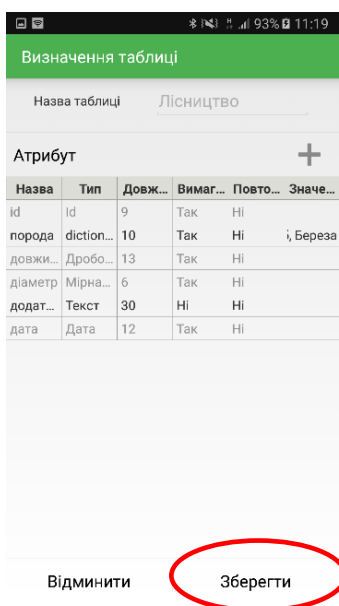 93% 11:19
Визначення таблиці
Назва таблиці Лісництво
Атрибут +
Назва Тип Довж... Вимаг... Повто... Значе...
id Id 9 Так Ні
порода diction... 10 Так Ні , Береза
довжи... Дробо... 13 Так Ні
діаметр Мірна... 6 Так Ні
додат... Текст 30 Ні Ні
дата Дата 12 Так Ні
Відминити Зберегти